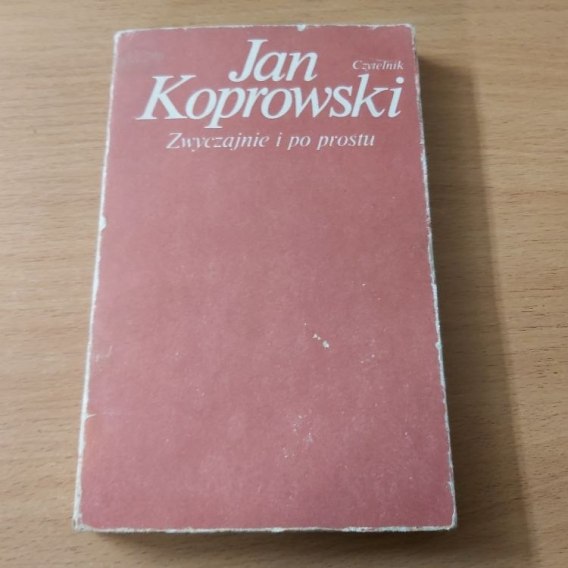 Jan
Czytelnik
Koprowski
Zwyczajnie i po prostu